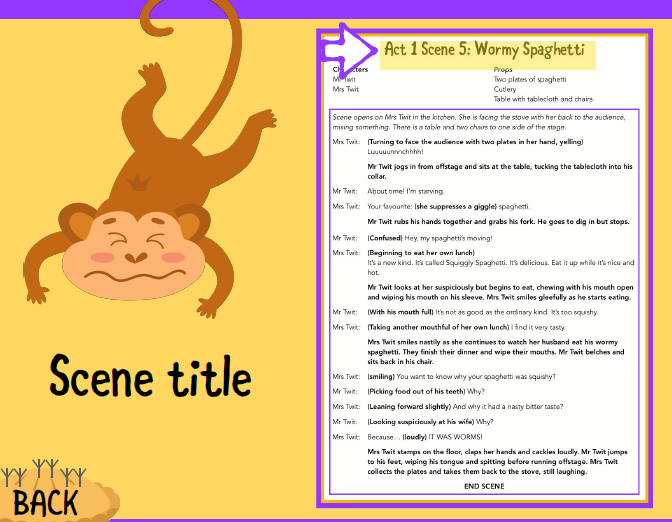 Act 1 Scene 5: Wormy Spaghetti
Props
Mr Twit
Two plates of spaghetti
Mrs Twit
Cutlery
Table with tablecloth and chairs
Scene opens on Mrs Twit in the kitchen. She is facing the stove with her back to the audience,
mixing something. There is a table and two chairs to one side of the stage.
Mrs Twit: (Turning to face the audience with two plates in her hand, yelling)
Luuuuunnchhhh!
Mr Twit jogs in from offstage and sits at the table, tucking the tablecloth into his
collar.
Mr Twit: About time! I'm starving.
Mrs Twit: Your favourite: (she suppresses a giggle) spaghetti.
Mr Twit rubs his hands together and grabs his fork. He goes to dig in but stops.
Mr Twit: (Confused) Hey, my spaghetti's moving!
Mrs Twit: (Beginning to eat her own lunch)
It's a new kind. It's called Squiggly Spaghetti. It's delicious. Eat it up while it's nice and
hot.
Mr Twit looks at her suspiciously but begins to eat, chewing with his mouth open
and wiping his mouth on his sleeve. Mrs Twit smiles gleefully as he starts eating.
Mr Twit: (With his mouth full) It's not as good as the ordinary kind. It's too squishy.
Mrs Twit: (Taking another mouthful of her own lunch) I find it very tasty.
Mrs Twit smiles nastily as she continues to watch her husband eat his wormy
spaghetti. They finish their dinner and wipe their mouths. Mr Twit belches and
sits back in his chair.
Mrs Twit: (smiling) You want to know why your spaghetti was squishy?
Mr Twit: (Picking food out of his teeth) Why?
Mrs Twit: (Leaning forward slightly) And why it had a nasty bitter taste?
Mr Twit: (Looking suspiciously at his wife) Why?
Mrs Twit: Because... (loudly) IT WAS WORMS!
Mrs Twit stamps on the floor, claps her hands and cackles loudly. Mr Twit jumps
to his feet, wiping his tongue and spitting before running offstage. Mrs Twit
collects the plates and takes them back to the stove, still laughing.
END SCENE
Scene title
BACK